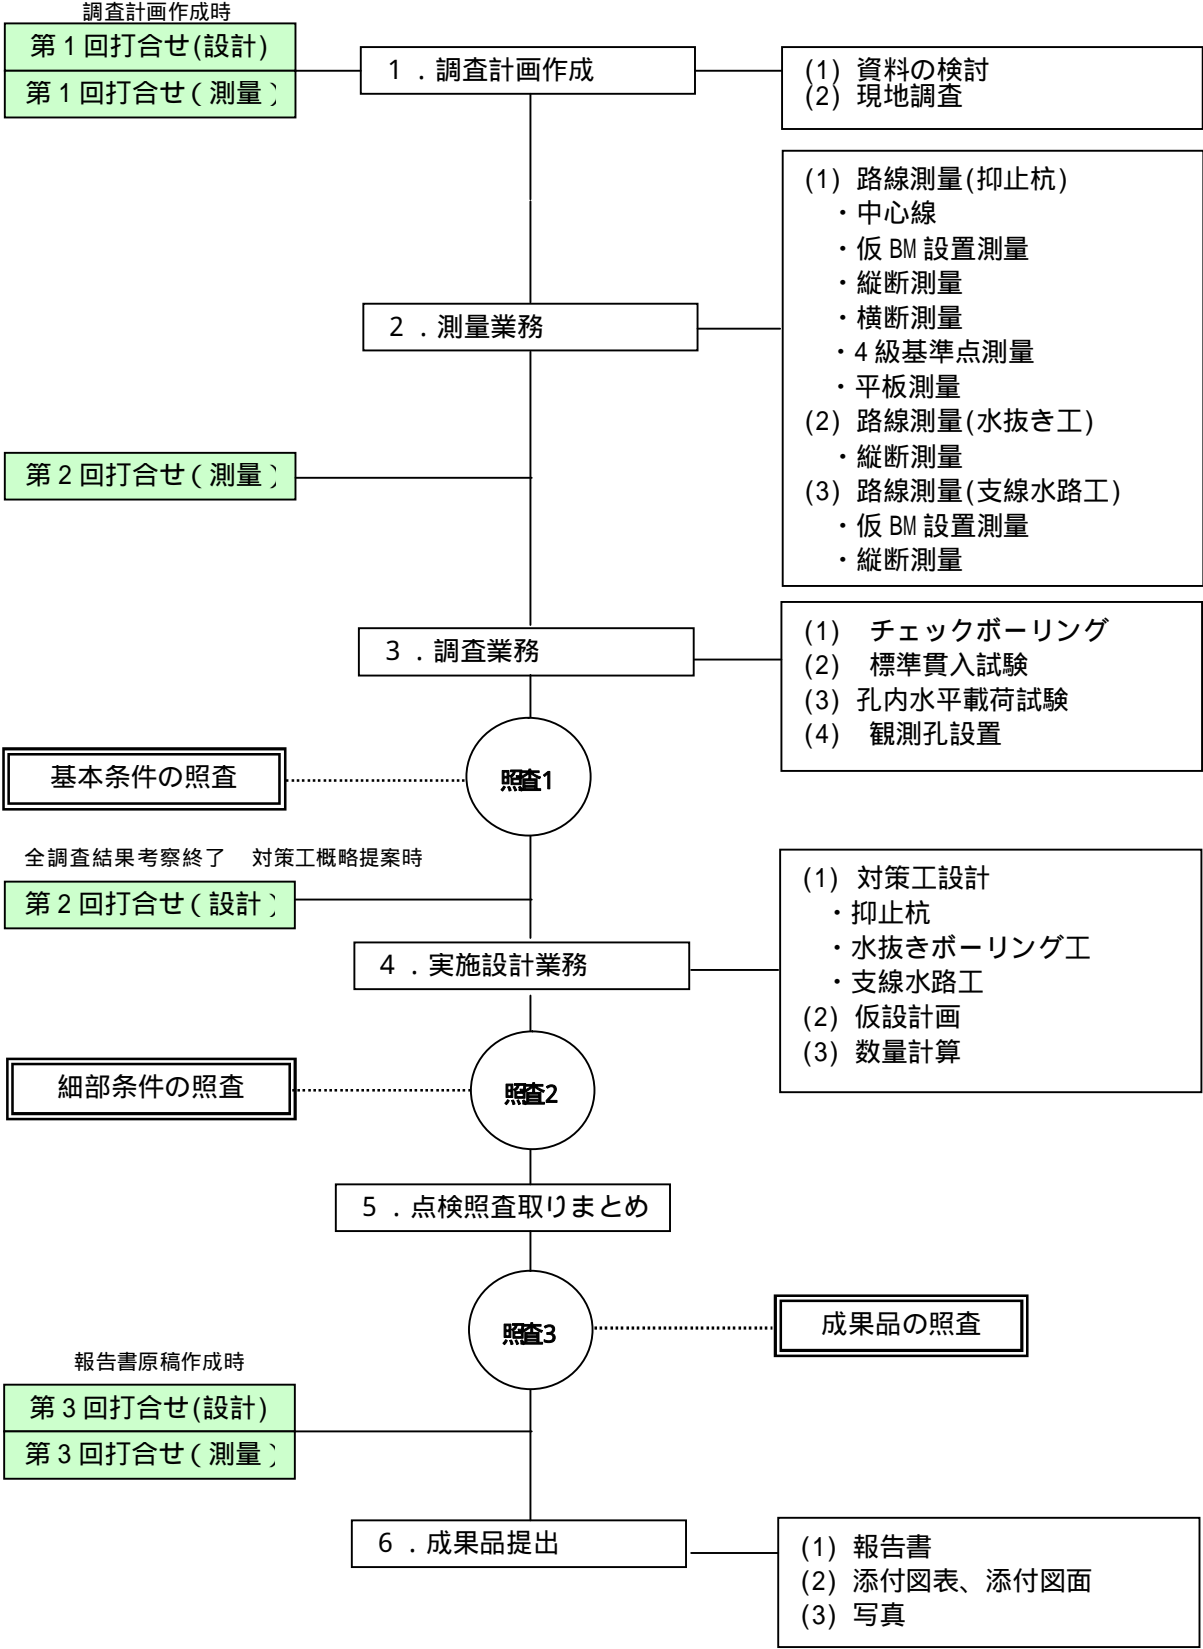 調査計画作成時
第１回打合せ(設計)
第１回打合せ(測量)
１．調査計画作成
(1) 資料の検討
(2) 現地調査
(1) 路線測量(抑止杭)
・中心線
・仮 BM 設置測量
・縦断測量
・横断測量
・4 級基準点測量
・平板測量
(2) 路線測量(水抜き工)
・縦断測量
(3) 路線測量(支線水路工)
・仮 BM 設置測量
・縦断測量
２．測量業務
第２回打合せ(測量)
３．調査業務
(1) チェックボーリング
(2) 標準貫入試験
(3) 孔内水平載荷試験
(4) 観測孔設置
基本条件の照査
照査1
全調査結果考察終了　対策工概略提案時
第２回打合せ(設計)
４．実施設計業務
(1) 対策工設計
・抑止杭
・水抜きボーリング工
・支線水路工
(2) 仮設計画
(3) 数量計算
細部条件の照査
照査2
５．点検照査取りまとめ
照査3
成果品の照査
報告書原稿作成時
第３回打合せ(設計)
第３回打合せ(測量)
６．成果品提出
(1) 報告書
(2) 添付図表、添付図面
(3) 写真